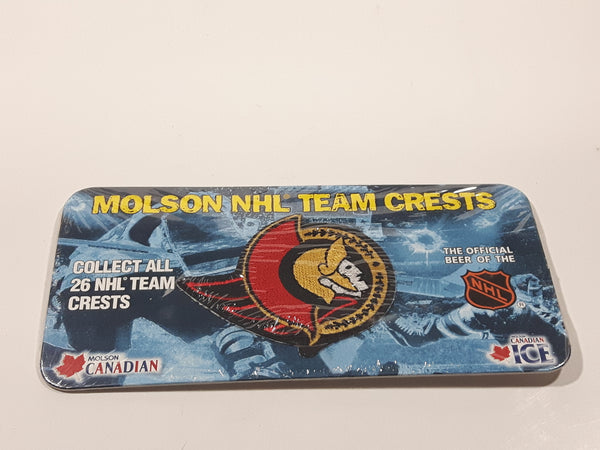 MOLSON NHL® TEAM CRESTS
COLLECT ALL
26 NHL® TEAM
CRESTS
THE OFFICIAL
BEER OF THE
NHL
MOLSON
CANADIAN
CANADIAN
ICE